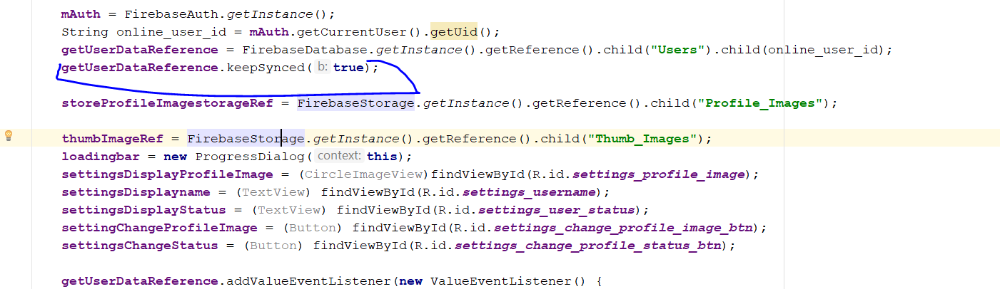 mAuth = FirebaseAuth.getInstance();
String online_user_id = mAuth.getCurrentUser().getUid();
getUserDataReference = FirebaseDatabase.getInstance().getReference().child("Users").child(online_user_id);
getUserDataReference.keepSynced( b: true);
storeProfileImagestorageRef = FirebaseStorage.getInstance().getReference().child("Profile_Images");
thumbImageRef = FirebaseStorage.getInstance().getReference().child("Thumb_Images");
loadingbar = new ProgressDialog( context: this);
settingsDisplayProfileImage = (CircleImageView)findViewById(R.id.settings_profile_image);
settingsDisplayname = (TextView) findViewById(R.id.settings_username);
settingsDisplayStatus = (TextView) findViewById(R.id.settings_user_status);
settingChangeProfileImage = (Button) findViewById(R.id.settings_change_profile_image_btn);
settingsChangeStatus = (Button) findViewById(R.id.settings_change_profile_status_btn);
getUserDataReference.addValueEventListener(new ValueEventListener() {